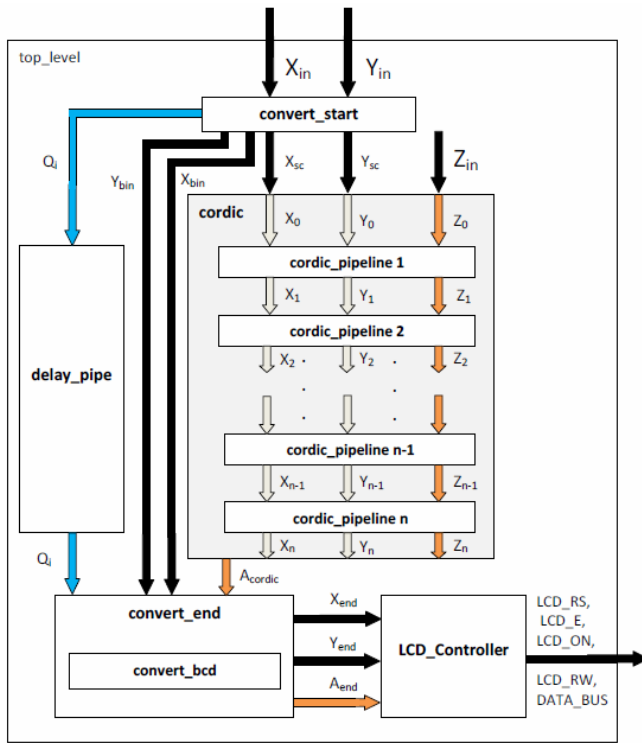 top_level
Xin
Yin
convert_start
Qi
Ybin
Xbin
Xsc
Ysc
Zin
cordic
X0
Y0
Z0
cordic_pipeline 1
X1
Y1
Z1
cordic_pipeline 2
X2
Y2
Z2
delay_pipe
cordic_pipeline n-1
Xn-1
Yn-1
Zn-1
cordic_pipeline n
Xn
Yn
Zn
Qi
Acordic
convert_end
convert_bcd
Xend
Yend
Aend
LCD_Controller
LCD_RS,
LCD_E,
LCD_ON,
LCD_RW,
DATA_BUS